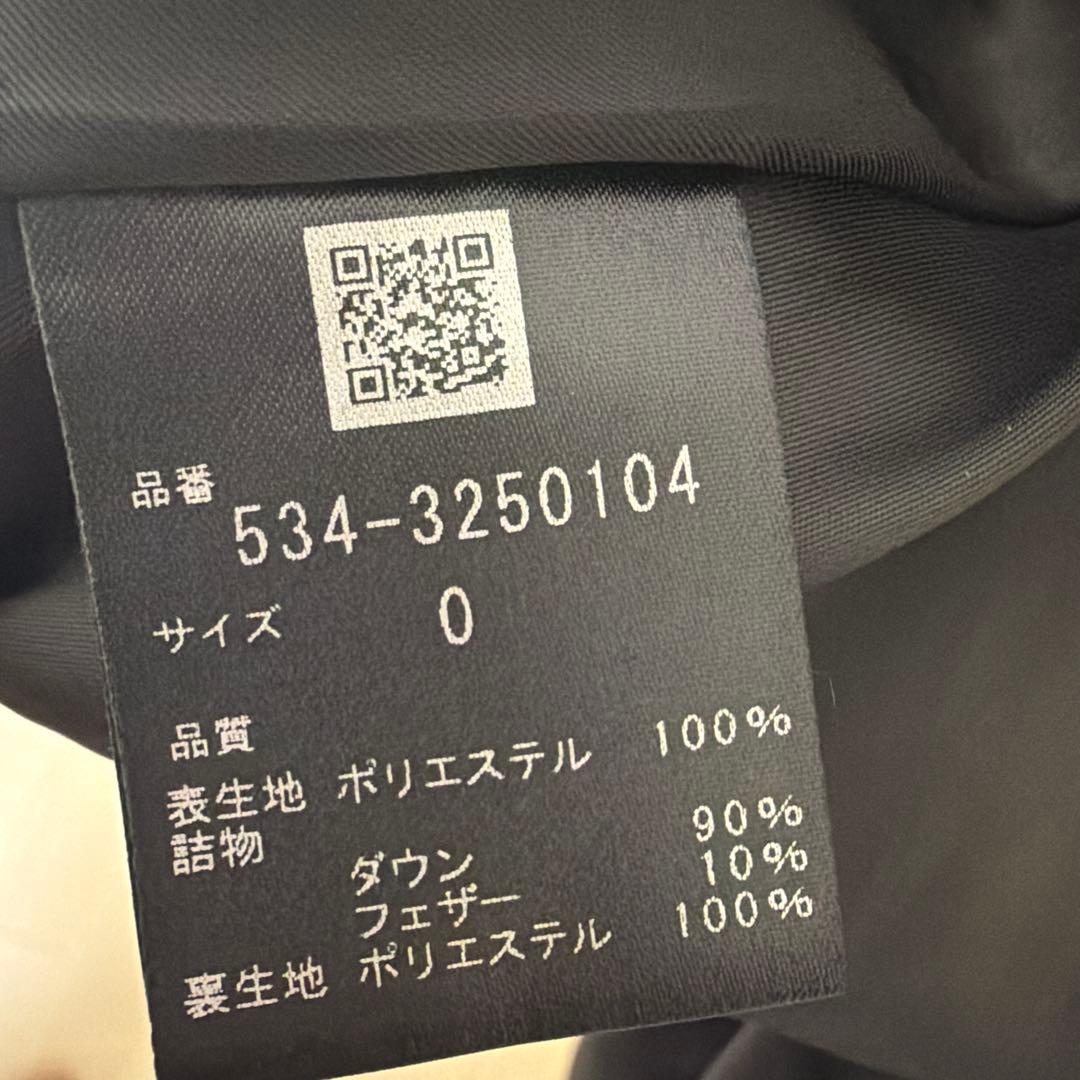 品番
534-3250104
サイズ 0
品質
表生地 ポリエステル 100%
詰物
ダウン 90%
フェザー 10%
裏生地 ポリエステル 100%